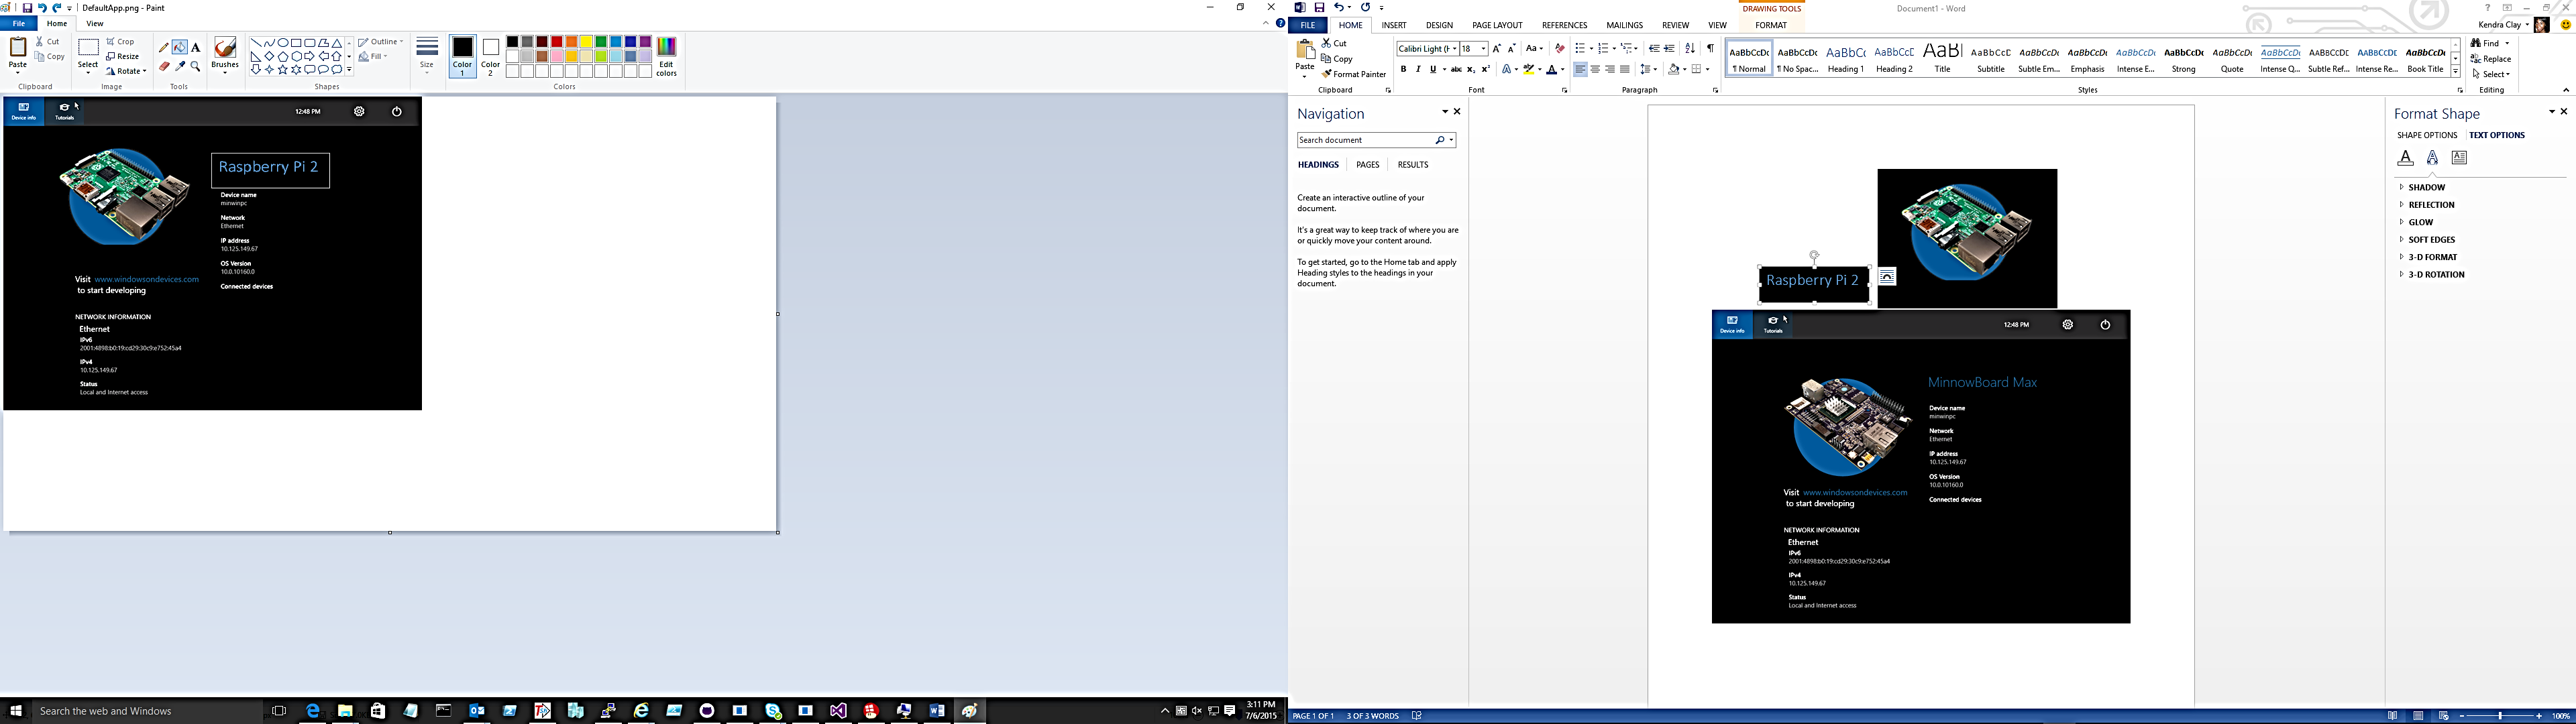 DefaultApp.png - Paint
File
Home
View
Paste
Cut
Copy
Clipboard
Select
Crop
Resize
Rotate
Image
A
Tools
Brushes
Outline
Fill
Shapes
Size
Color 1
Color 2
Edit colors
Colors
Device info
Tutorials
12:48 PM
Raspberry Pi 2
Device name
minwinpc
Network
Ethernet
IP address
10.125.149.67
OS Version
10.0.10160.0
Connected devices
Visit www.windowsondevices.com
to start developing
NETWORK INFORMATION
Ethernet
IPv6
2001:4898:b0:19:cd29:30c9:e752:45a4
IPv4
10.125.149.67
Status
Local and Internet access
Search the web and Windows
3:11 PM
7/6/2015
DRAWING TOOLS
Document1 - Word
FILE
HOME
INSERT
DESIGN
PAGE LAYOUT
REFERENCES
MAILINGS
REVIEW
VIEW
FORMAT
Kendra Clay
Paste
Cut
Copy
Format Painter
Clipboard
Calibri Light (H
18
Font
Paragraph
AaBbCcDc
¶ Normal
AaBbCcDc
¶ No Spac...
AaBbCc
Heading 1
AaBbCcE
Heading 2
AaBl
Title
AaBbCcC
Subtitle
AaBbCcDc
Subtle Em...
AaBbCcDc
Emphasis
AaBbCcDc
Intense E...
AaBbCcDc
Strong
AaBbCcDc
Quote
AaBbCcDc
Intense Q...
AABBCCDE
Subtle Ref...
AABBCCDE
Intense Re...
AaBbCcDc
Book Title
Styles
Find
Replace
Select
Editing
Navigation
Search document
HEADINGS
PAGES
RESULTS
Create an interactive outline of your
document.
It's a great way to keep track of where you are
or quickly move your content around.
To get started, go to the Home tab and apply
Heading styles to the headings in your
document.
Raspberry Pi 2
Device info
Tutorials
12:48 PM
MinnowBoard Max
Device name
minwinpc
Network
Ethernet
IP address
10.125.149.67
OS Version
10.0.10160.0
Connected devices
Visit www.windowsondevices.com
to start developing
NETWORK INFORMATION
Ethernet
IPv6
2001:4898:b0:19:cd29:30c9:e752:45a4
IPv4
10.125.149.67
Status
Local and Internet access
Format Shape
SHAPE OPTIONS
TEXT OPTIONS
SHADOW
REFLECTION
GLOW
SOFT EDGES
3-D FORMAT
3-D ROTATION
PAGE 1 OF 1
3 OF 3 WORDS
100%